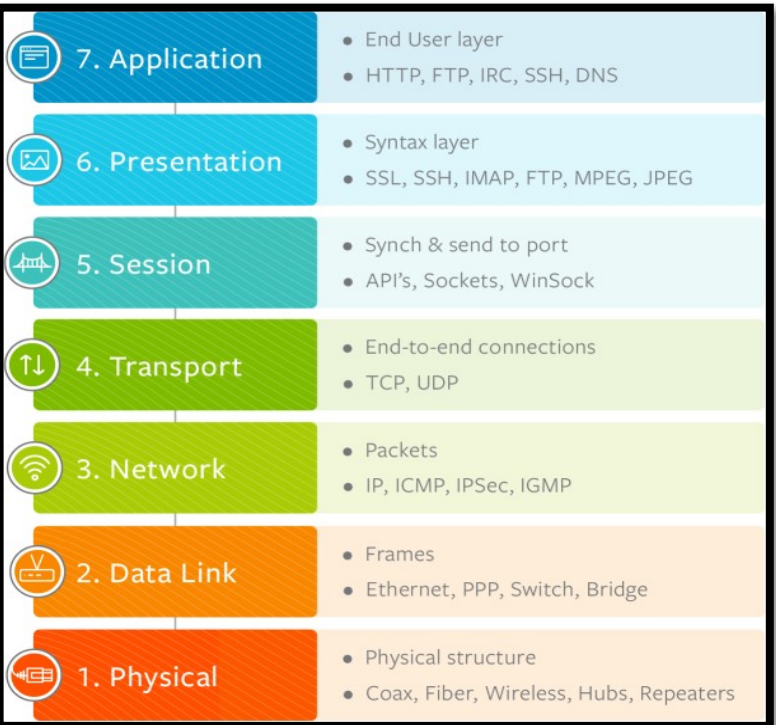 7. Application
• End User layer
• HTTP, FTP, IRC, SSH, DNS
6. Presentation
• Syntax layer
• SSL, SSH, IMAP, FTP, MPEG, JPEG
5. Session
• Synch & send to port
• API's, Sockets, WinSock
4. Transport
• End-to-end connections
• TCP, UDP
3. Network
• Packets
• IP, ICMP, IPSec, IGMP
2. Data Link
• Frames
• Ethernet, PPP, Switch, Bridge
1. Physical
• Physical structure
• Coax, Fiber, Wireless, Hubs, Repeaters